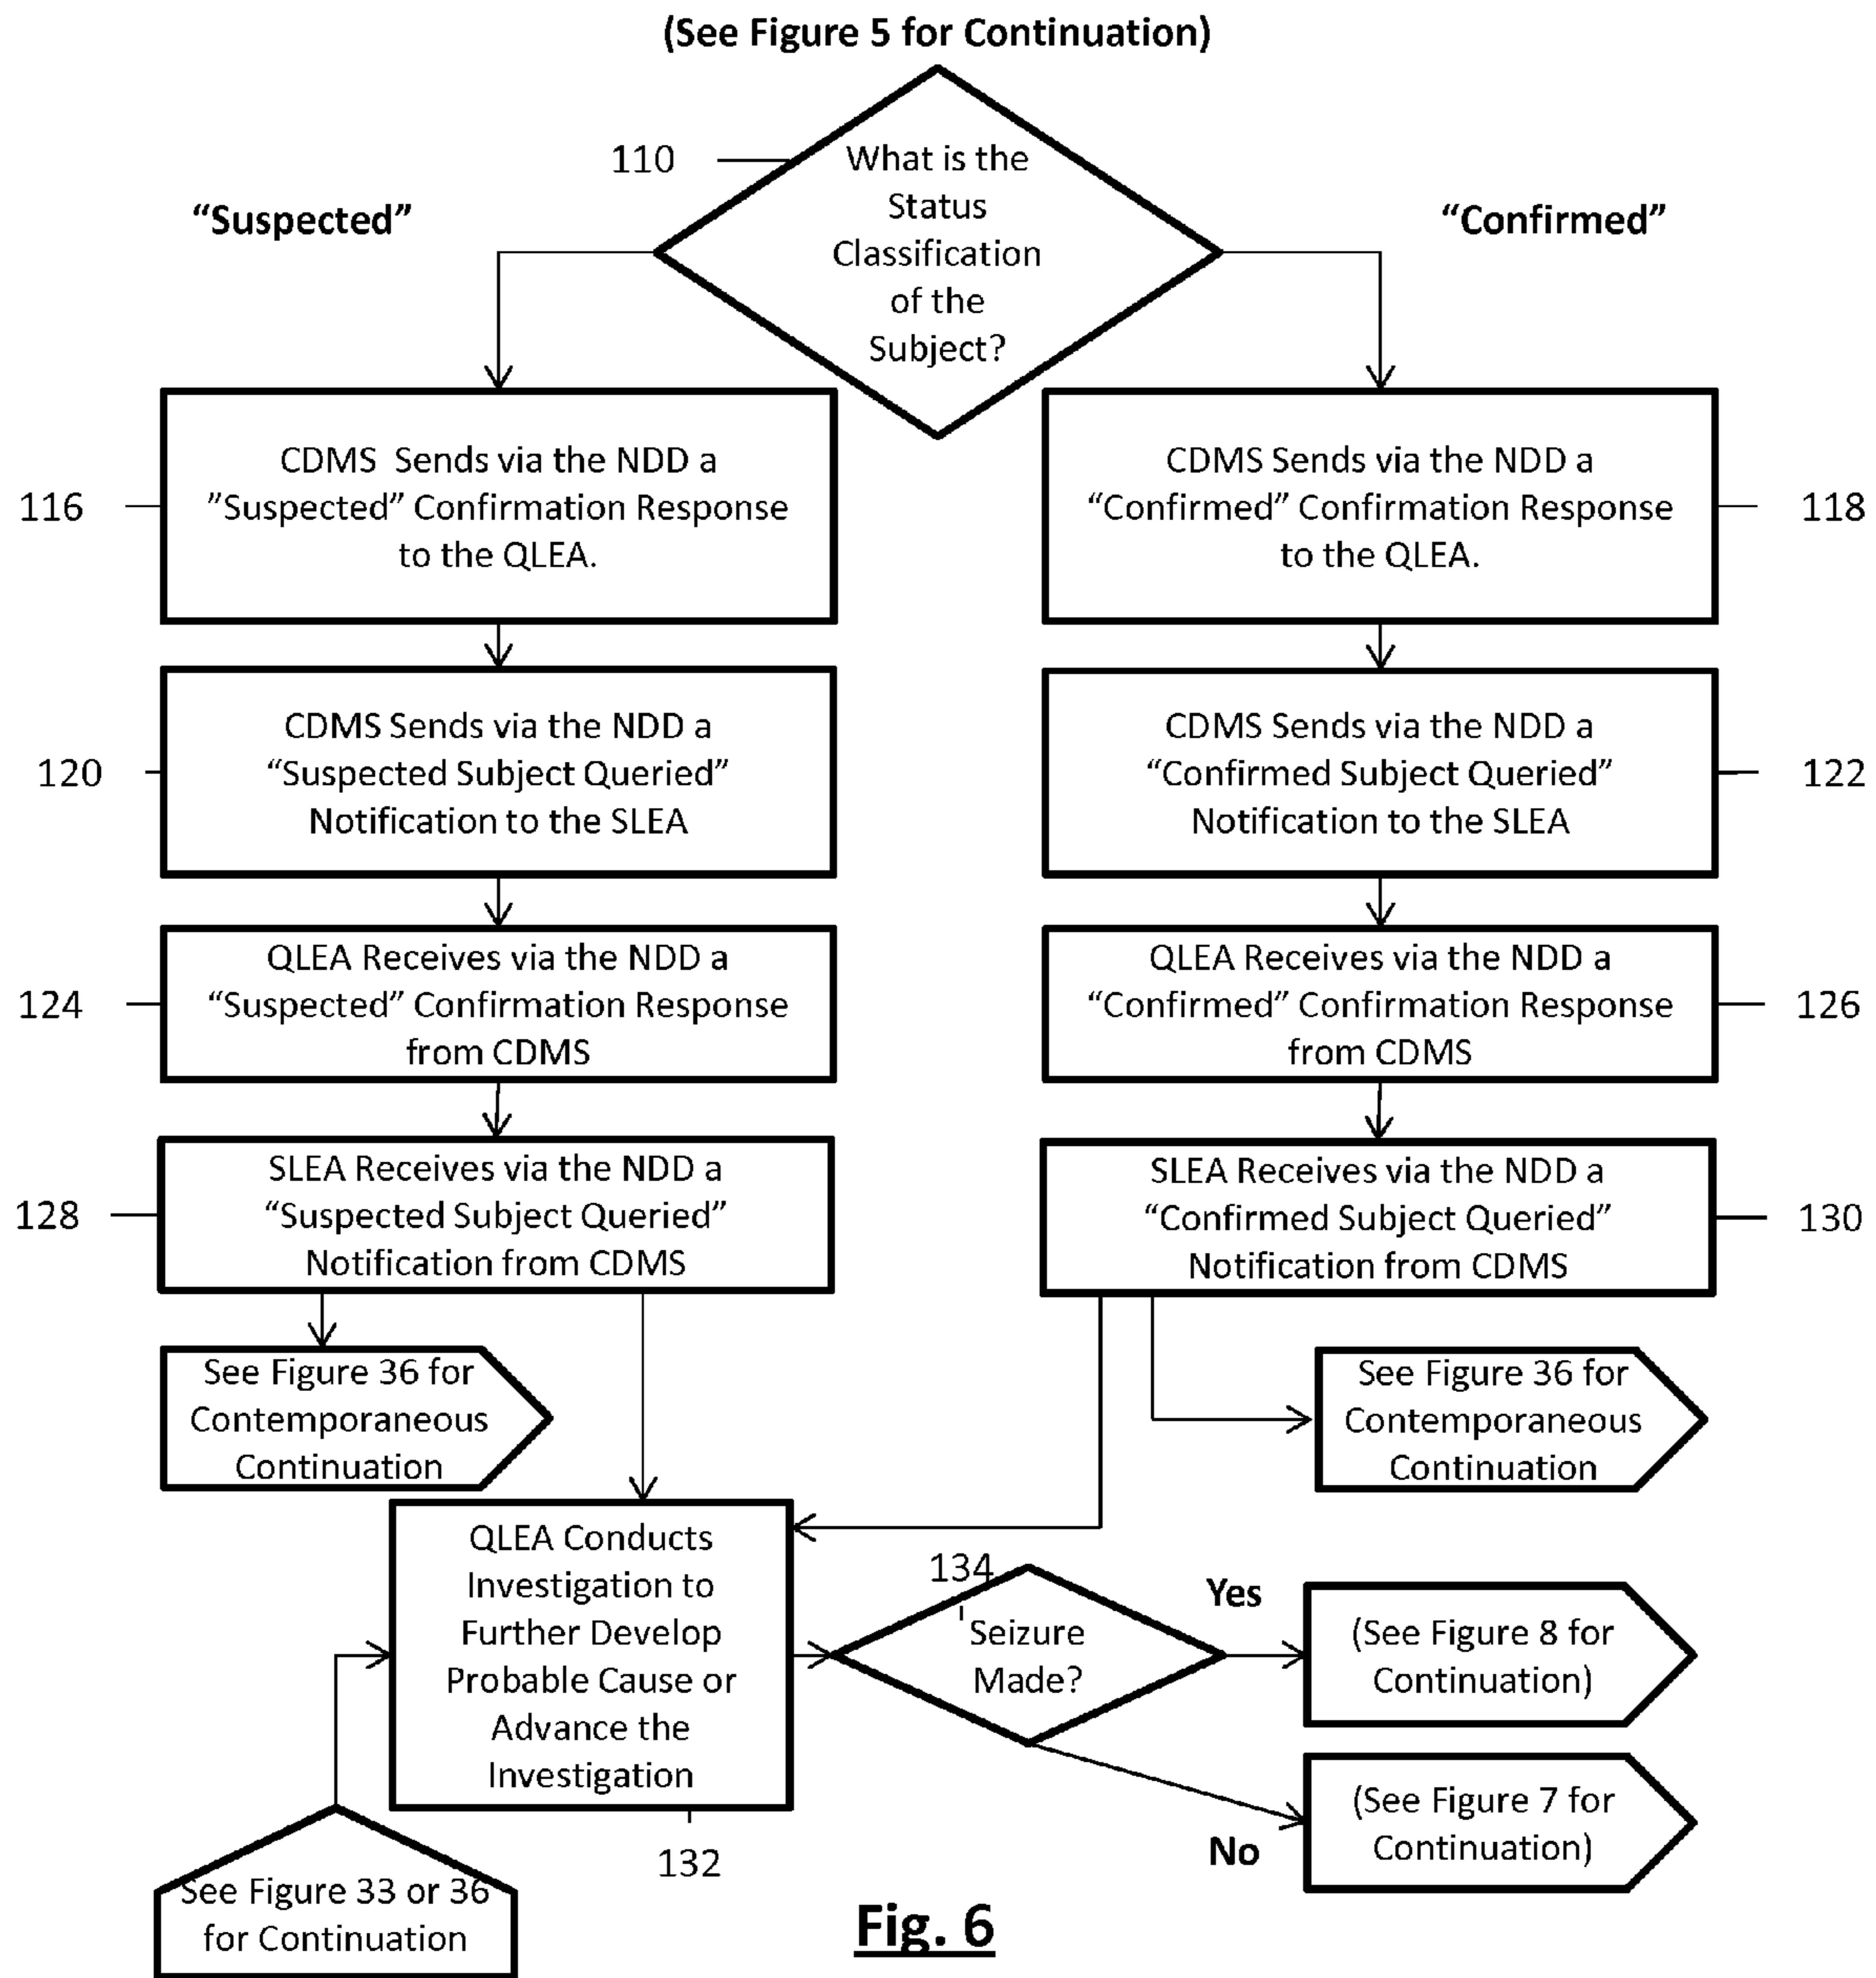 (See Figure 5 for Continuation)
110
What is the
Status
Classification
of the
Subject?
“Suspected”
“Confirmed”
116
CDMS Sends via the NDD a
”Suspected” Confirmation Response
to the QLEA.
CDMS Sends via the NDD a
“Confirmed” Confirmation Response
to the QLEA.
118
120
CDMS Sends via the NDD a
“Suspected Subject Queried”
Notification to the SLEA
CDMS Sends via the NDD a
“Confirmed Subject Queried”
Notification to the SLEA
122
124
QLEA Receives via the NDD a
“Suspected” Confirmation Response
from CDMS
QLEA Receives via the NDD a
“Confirmed” Confirmation Response
from CDMS
126
128
SLEA Receives via the NDD a
“Suspected Subject Queried”
Notification from CDMS
SLEA Receives via the NDD a
“Confirmed Subject Queried”
Notification from CDMS
130
See Figure 36 for
Contemporaneous
Continuation
See Figure 36 for
Contemporaneous
Continuation
QLEA Conducts
Investigation to
Further Develop
Probable Cause or
Advance the
Investigation
132
134
Seizure
Made?
Yes
(See Figure 8 for
Continuation)
No
(See Figure 7 for
Continuation)
See Figure 33 or 36
for Continuation
Fig. 6